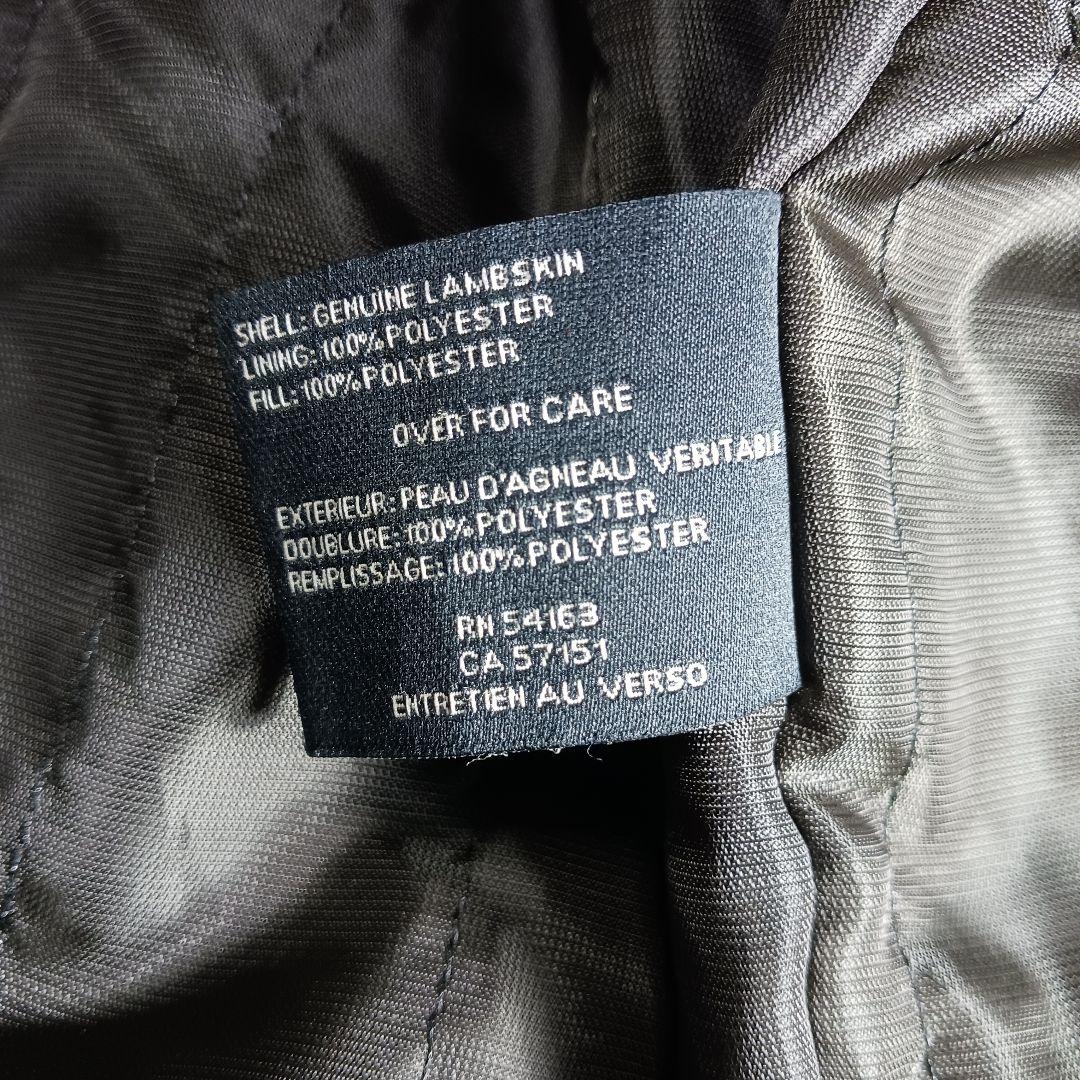 SHELL: GENUINE LAMBSKIN
LINING: 100% POLYESTER
FILL: 100% POLYESTER
OVER FOR CARE
EXTERIEUR: PEAU D'AGNEAU VERITABLE
DOUBLURE: 100% POLYESTER
REMPLISSAGE: 100% POLYESTER
RN 54163
CA 57151
ENTRETIEN AU VERSO